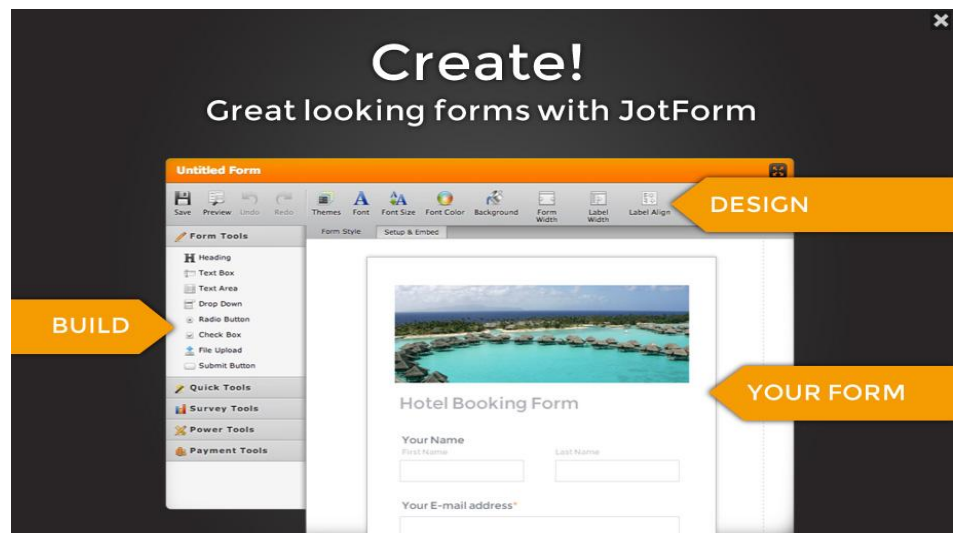 Create!
Great looking forms with JotForm
Untitled Form
Save Preview Undo Redo Themes Font Font Size Font Color Background Form Width Label Width Label Align
DESIGN
Form Tools
Form Style Setup & Embed
Heading
Text Box
Text Area
Drop Down
Radio Button
Check Box
File Upload
Submit Button
BUILD
Quick Tools
Survey Tools
Power Tools
Payment Tools
YOUR FORM
Hotel Booking Form
Your Name
First Name Last Name
Your E-mail address*